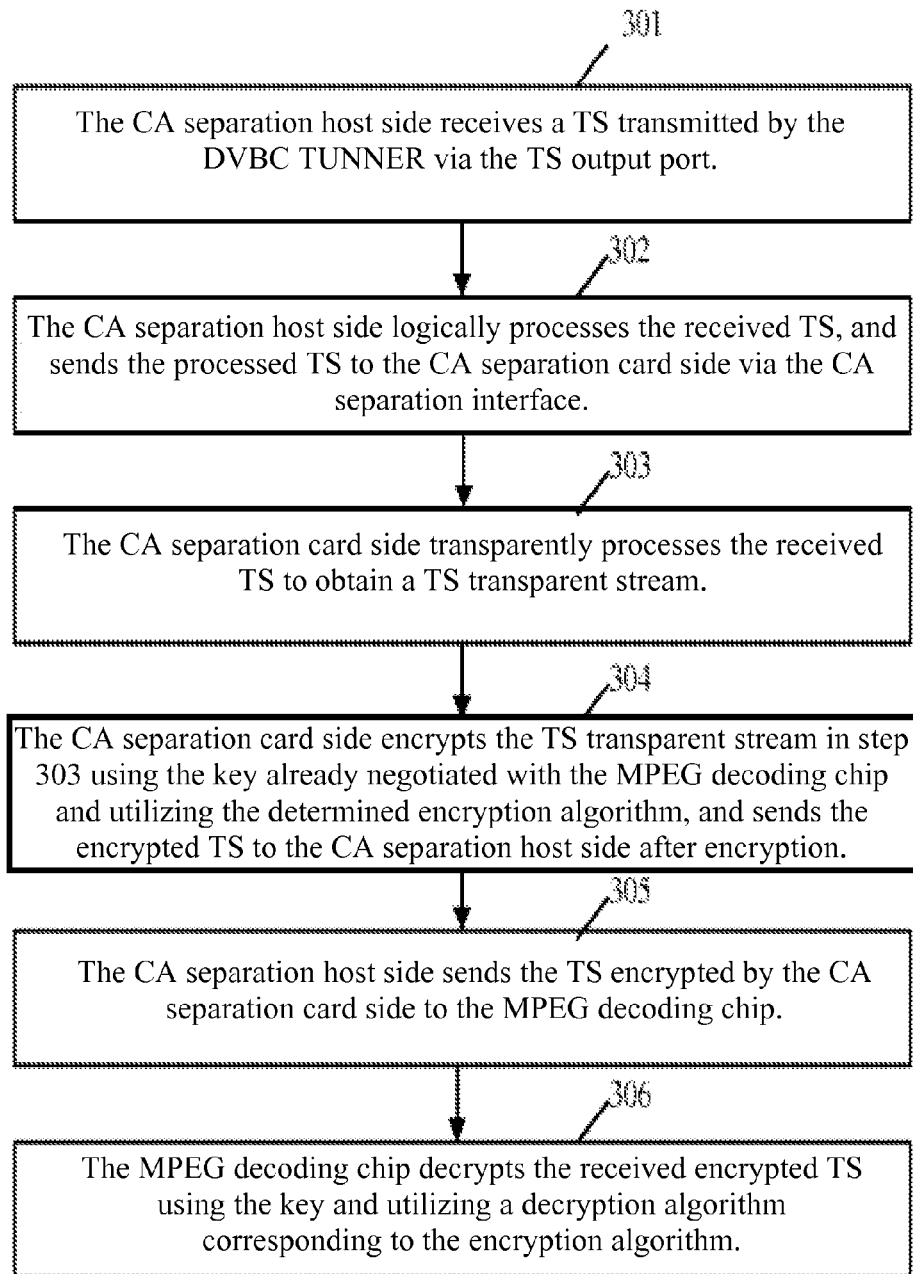 301
The CA separation host side receives a TS transmitted by the
DVBC TUNNER via the TS output port.
302
The CA separation host side logically processes the received TS, and
sends the processed TS to the CA separation card side via the CA
separation interface.
303
The CA separation card side transparently processes the received
TS to obtain a TS transparent stream.
304
The CA separation card side encrypts the TS transparent stream in step
303 using the key already negotiated with the MPEG decoding chip
and utilizing the determined encryption algorithm, and sends the
encrypted TS to the CA separation host side after encryption.
305
The CA separation host side sends the TS encrypted by the CA
separation card side to the MPEG decoding chip.
306
The MPEG decoding chip decrypts the received encrypted TS
using the key and utilizing a decryption algorithm
corresponding to the encryption algorithm.